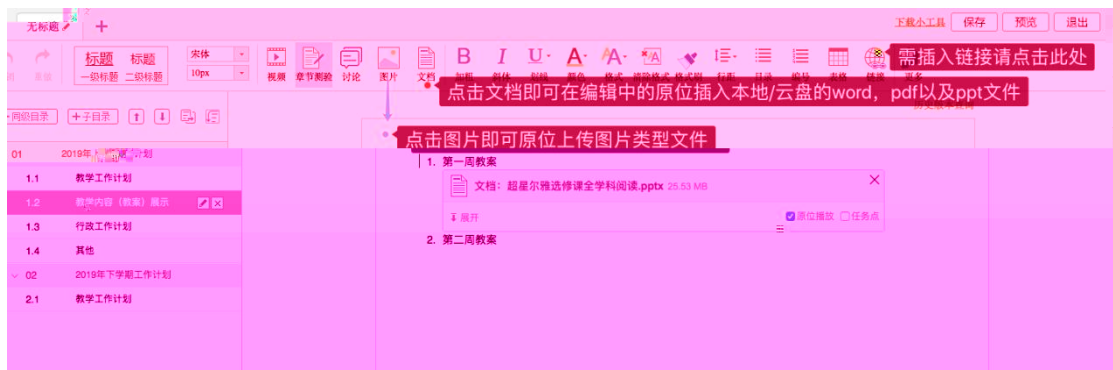 无标题
下载小工具 保存 预览 退出
标题 标题
一级标题 二级标题
宋体
10px
视频 章节测验 讨论 图片 文档
B I U A A
需插入链接请点击此处
点击文档即可在编辑中的原位插入本地/云盘的word，pdf以及ppt文件
同级目录 +子目录
点击图片即可原位上传图片类型文件
01 2019年
1.1 教学工作计划
1.2 教学内容（教案）展示
1.3 行政工作计划
1.4 其他
02 2019年下学期工作计划
2.1 教学工作计划
1. 第一周教案
文档：超星尔雅选修课全学科阅读.pptx 25.53 MB
展开
原位播放 任务点
2. 第二周教案